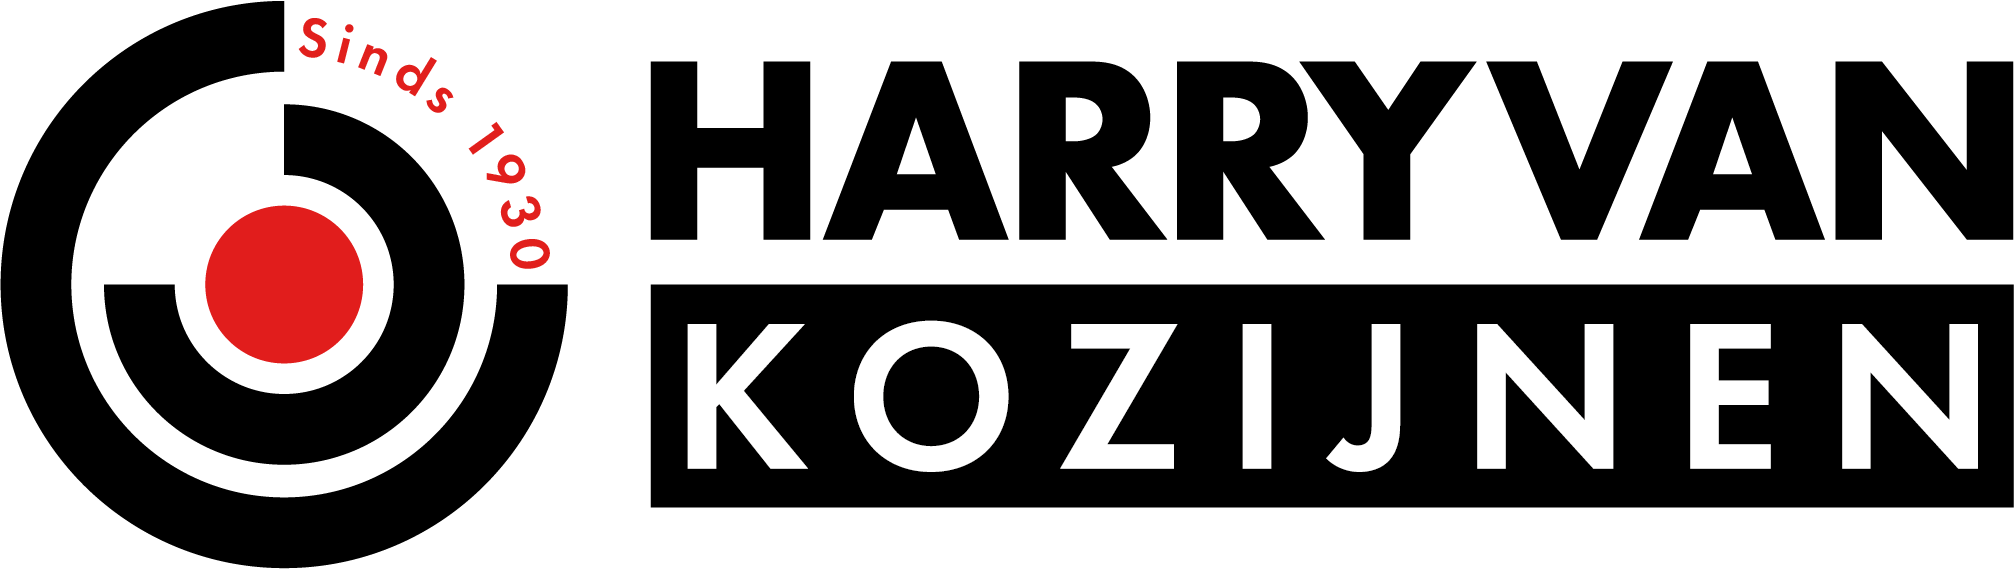 Sinds 1930
HARRY VAN
KOZIJNEN